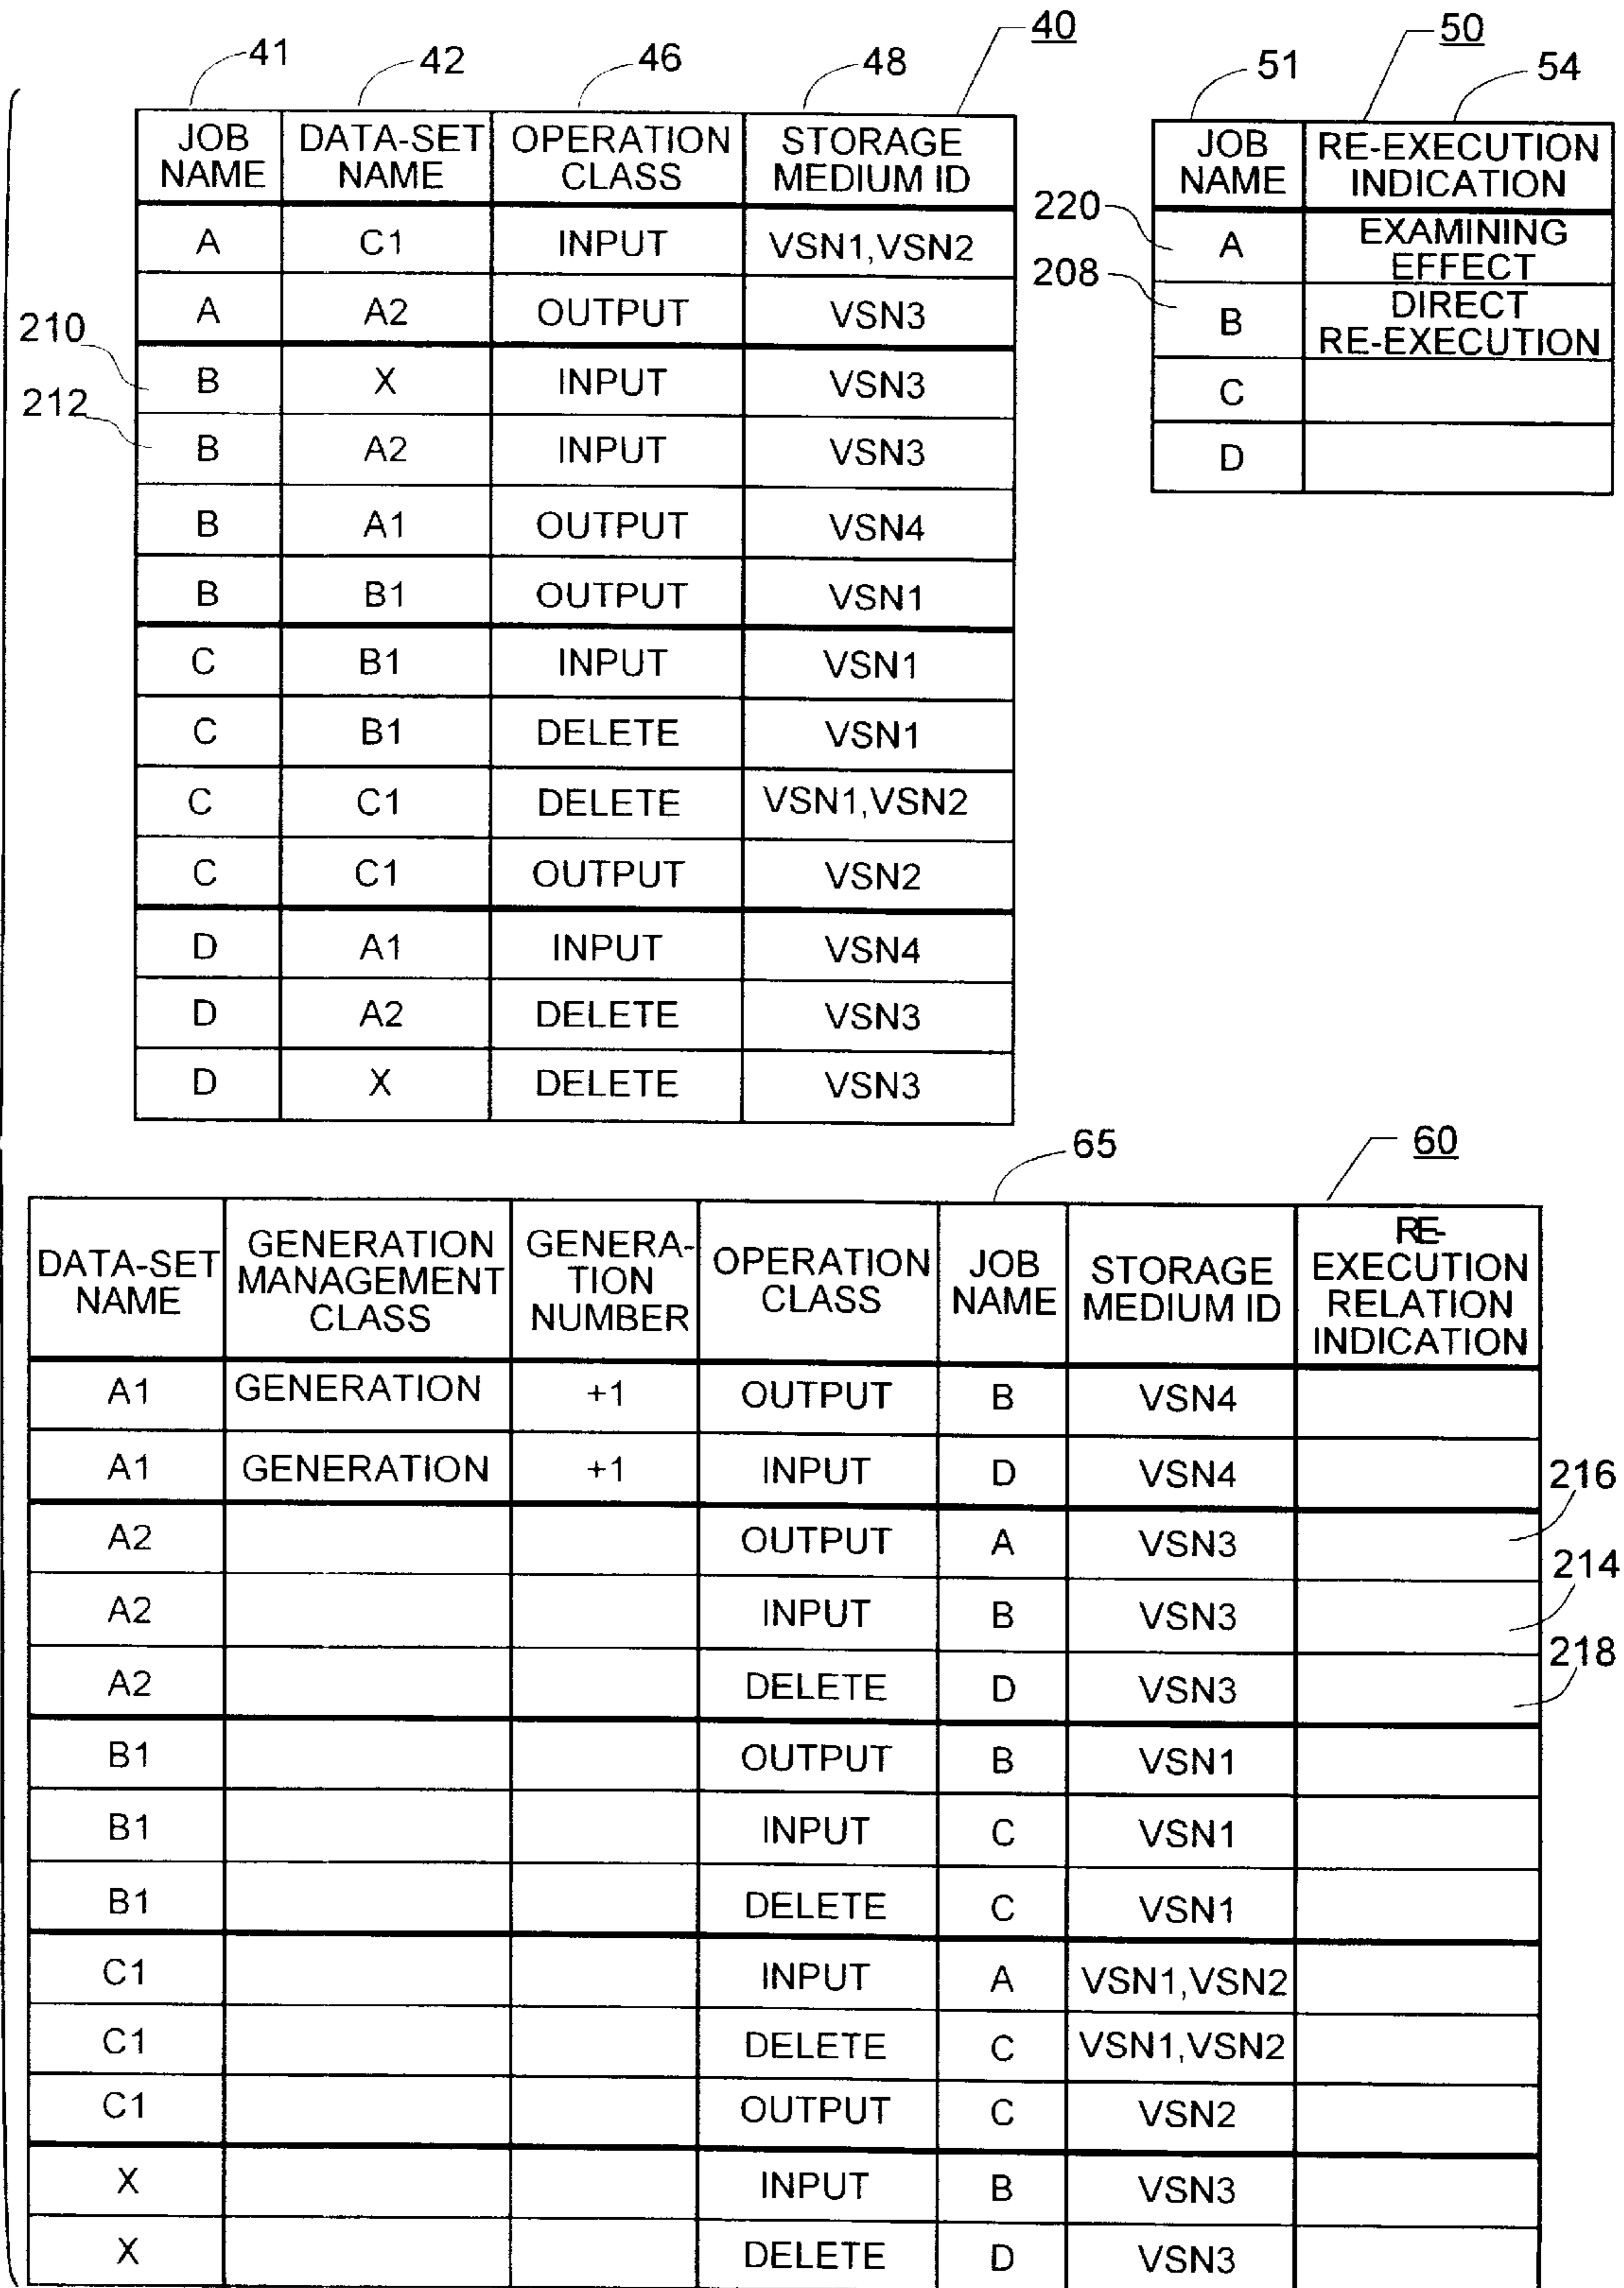 41 42 46 48 40
JOB NAME DATA-SET NAME OPERATION CLASS STORAGE MEDIUM ID
A C1 INPUT VSN1,VSN2
A A2 OUTPUT VSN3
210 B X INPUT VSN3
212 B A2 INPUT VSN3
B A1 OUTPUT VSN4
B B1 OUTPUT VSN1
C B1 INPUT VSN1
C B1 DELETE VSN1
C C1 DELETE VSN1,VSN2
C C1 OUTPUT VSN2
D A1 INPUT VSN4
D A2 DELETE VSN3
D X DELETE VSN3
51 50 54
JOB NAME RE-EXECUTION INDICATION
220 A EXAMINING EFFECT
208 B DIRECT RE-EXECUTION
C
D
65 60
DATA-SET NAME GENERATION MANAGEMENT CLASS GENERA-TION NUMBER OPERATION CLASS JOB NAME STORAGE MEDIUM ID RE-EXECUTION RELATION INDICATION
A1 GENERATION +1 OUTPUT B VSN4
A1 GENERATION +1 INPUT D VSN4
A2 OUTPUT A VSN3 216
A2 INPUT B VSN3 214
A2 DELETE D VSN3 218
B1 OUTPUT B VSN1
B1 INPUT C VSN1
B1 DELETE C VSN1
C1 INPUT A VSN1,VSN2
C1 DELETE C VSN1,VSN2
C1 OUTPUT C VSN2
X INPUT B VSN3
X DELETE D VSN3